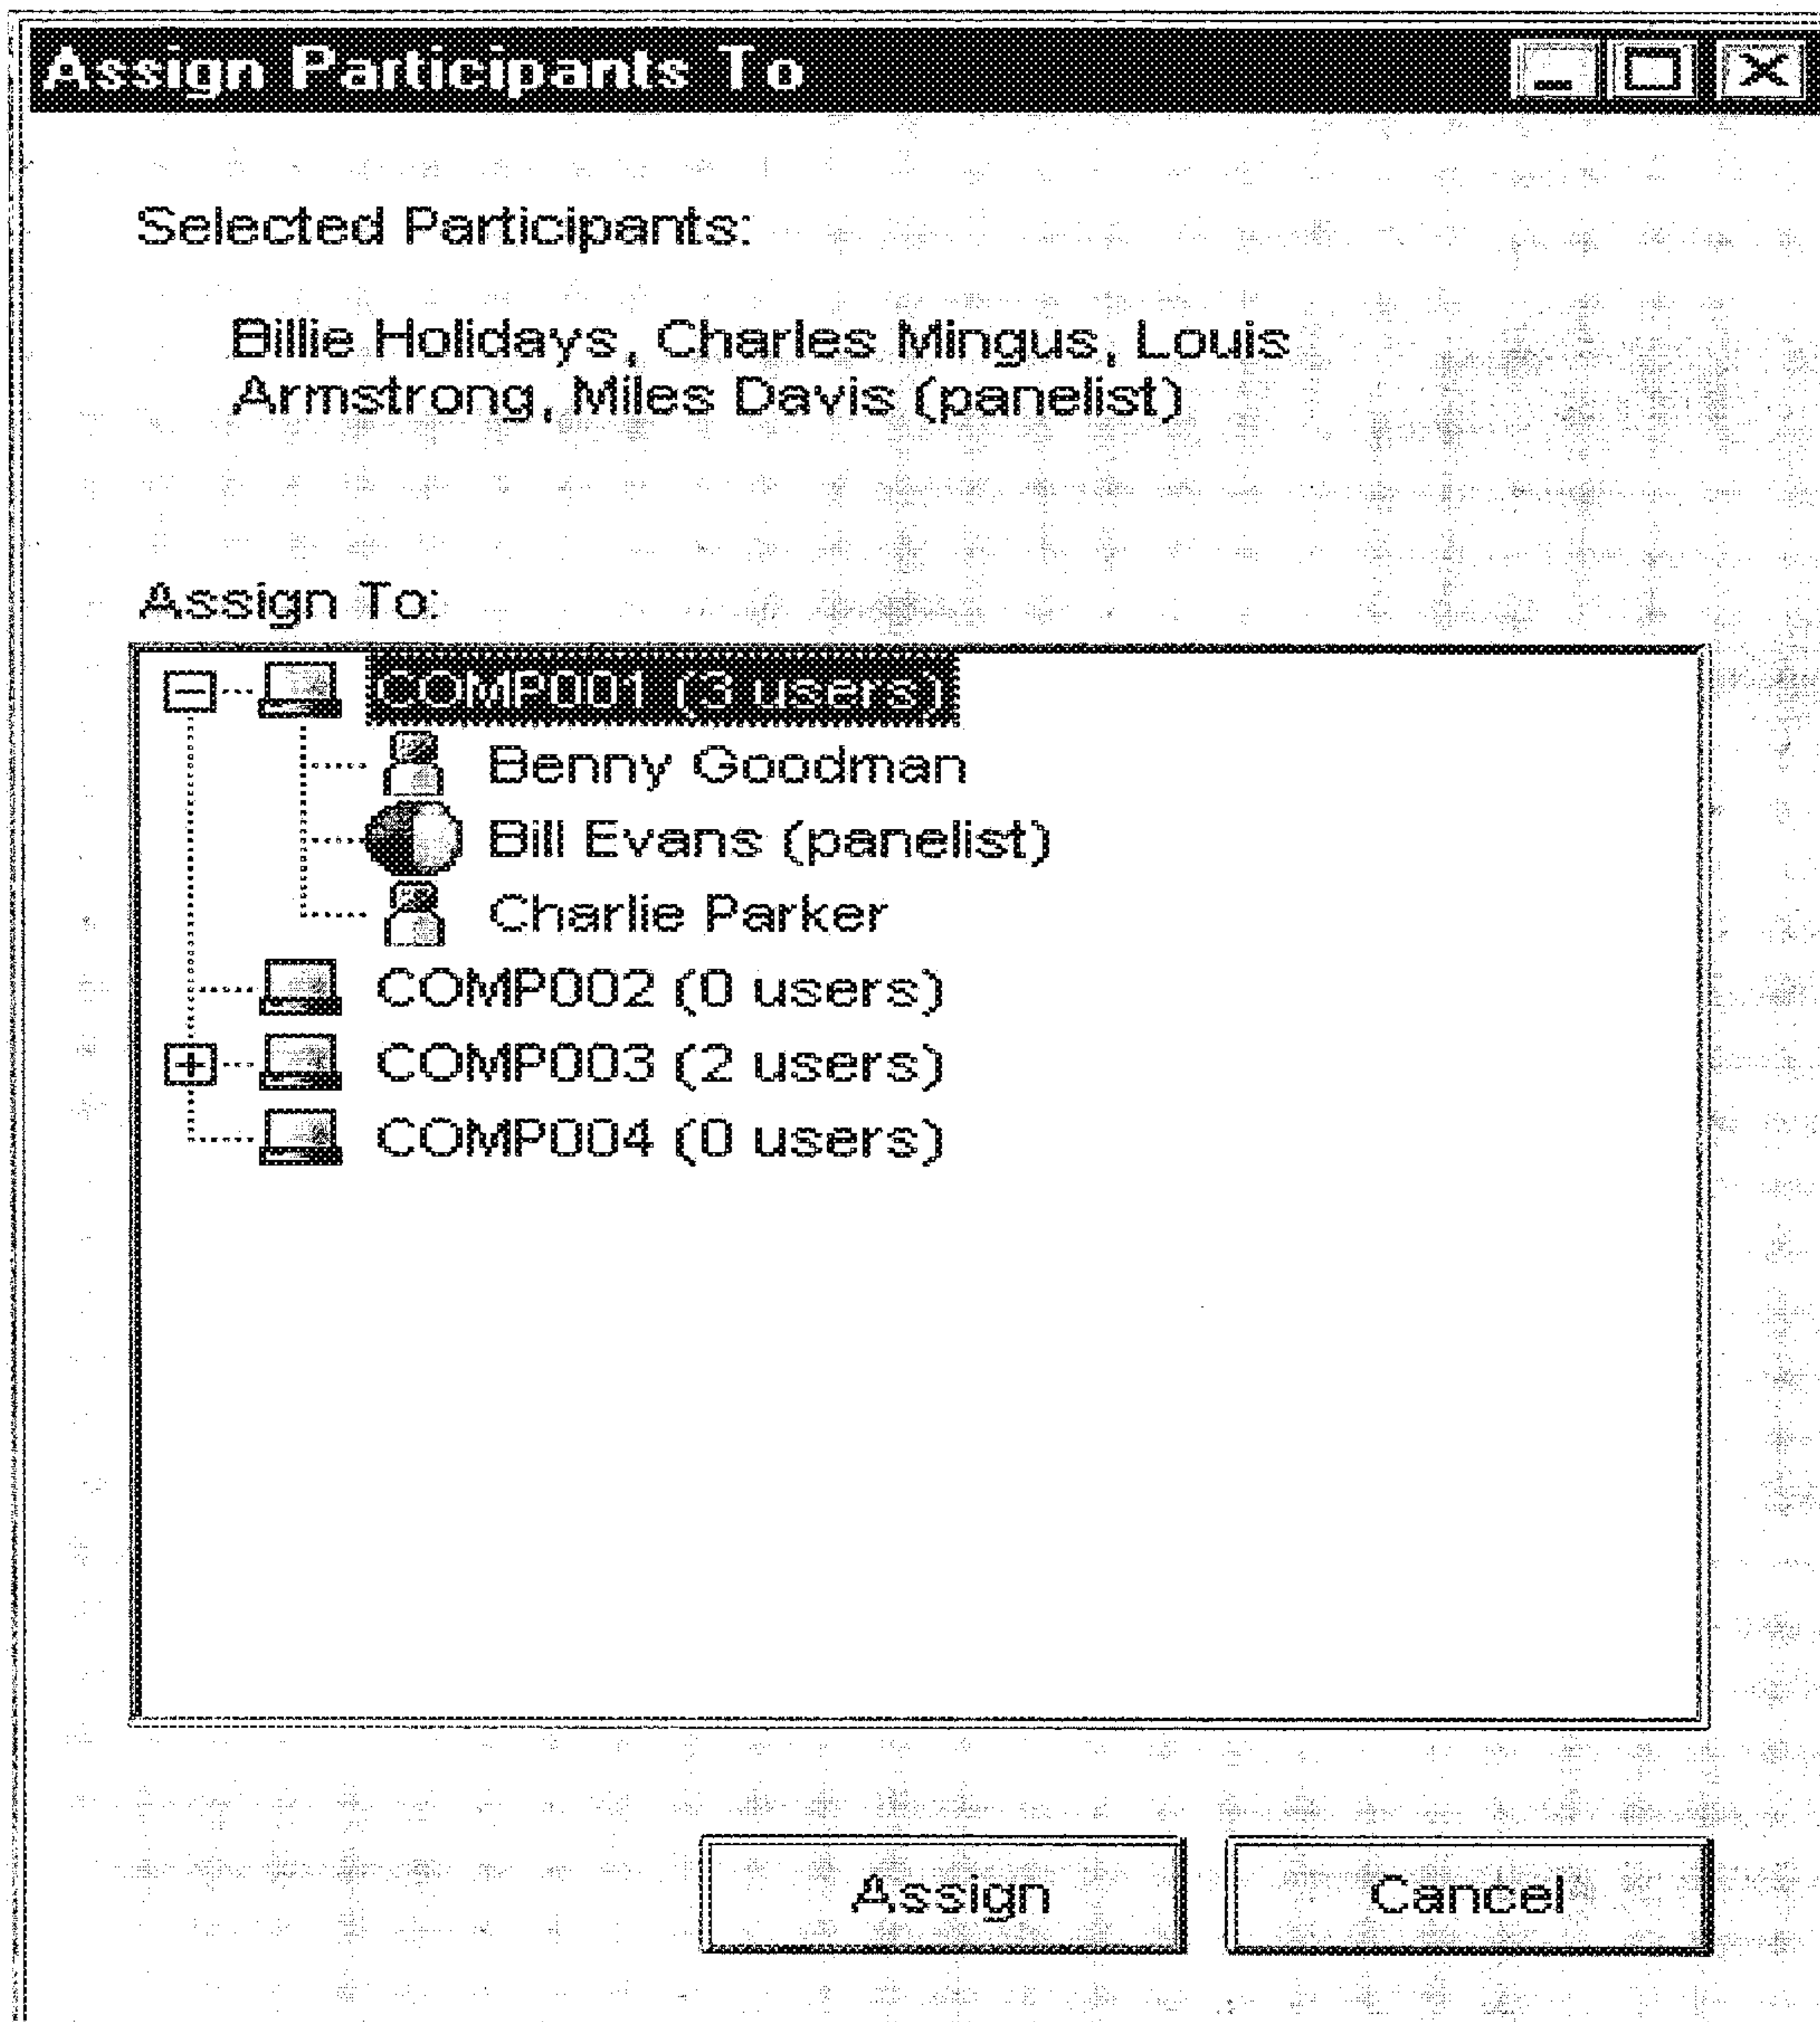 Assign Participants To
Selected Participants:
Billie Holidays, Charles Mingus, Louis
Armstrong, Miles Davis (panelist)
Assign To:
COMP001 (3 users)
Benny Goodman
Bill Evans (panelist)
Charlie Parker
COMP002 (0 users)
COMP003 (2 users)
COMP004 (0 users)
Assign Cancel